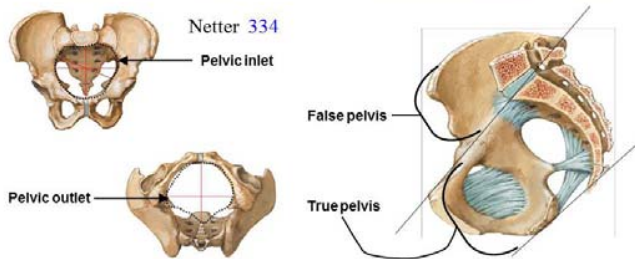 Netter 334
Pelvic inlet
Pelvic outlet
False pelvis
True pelvis